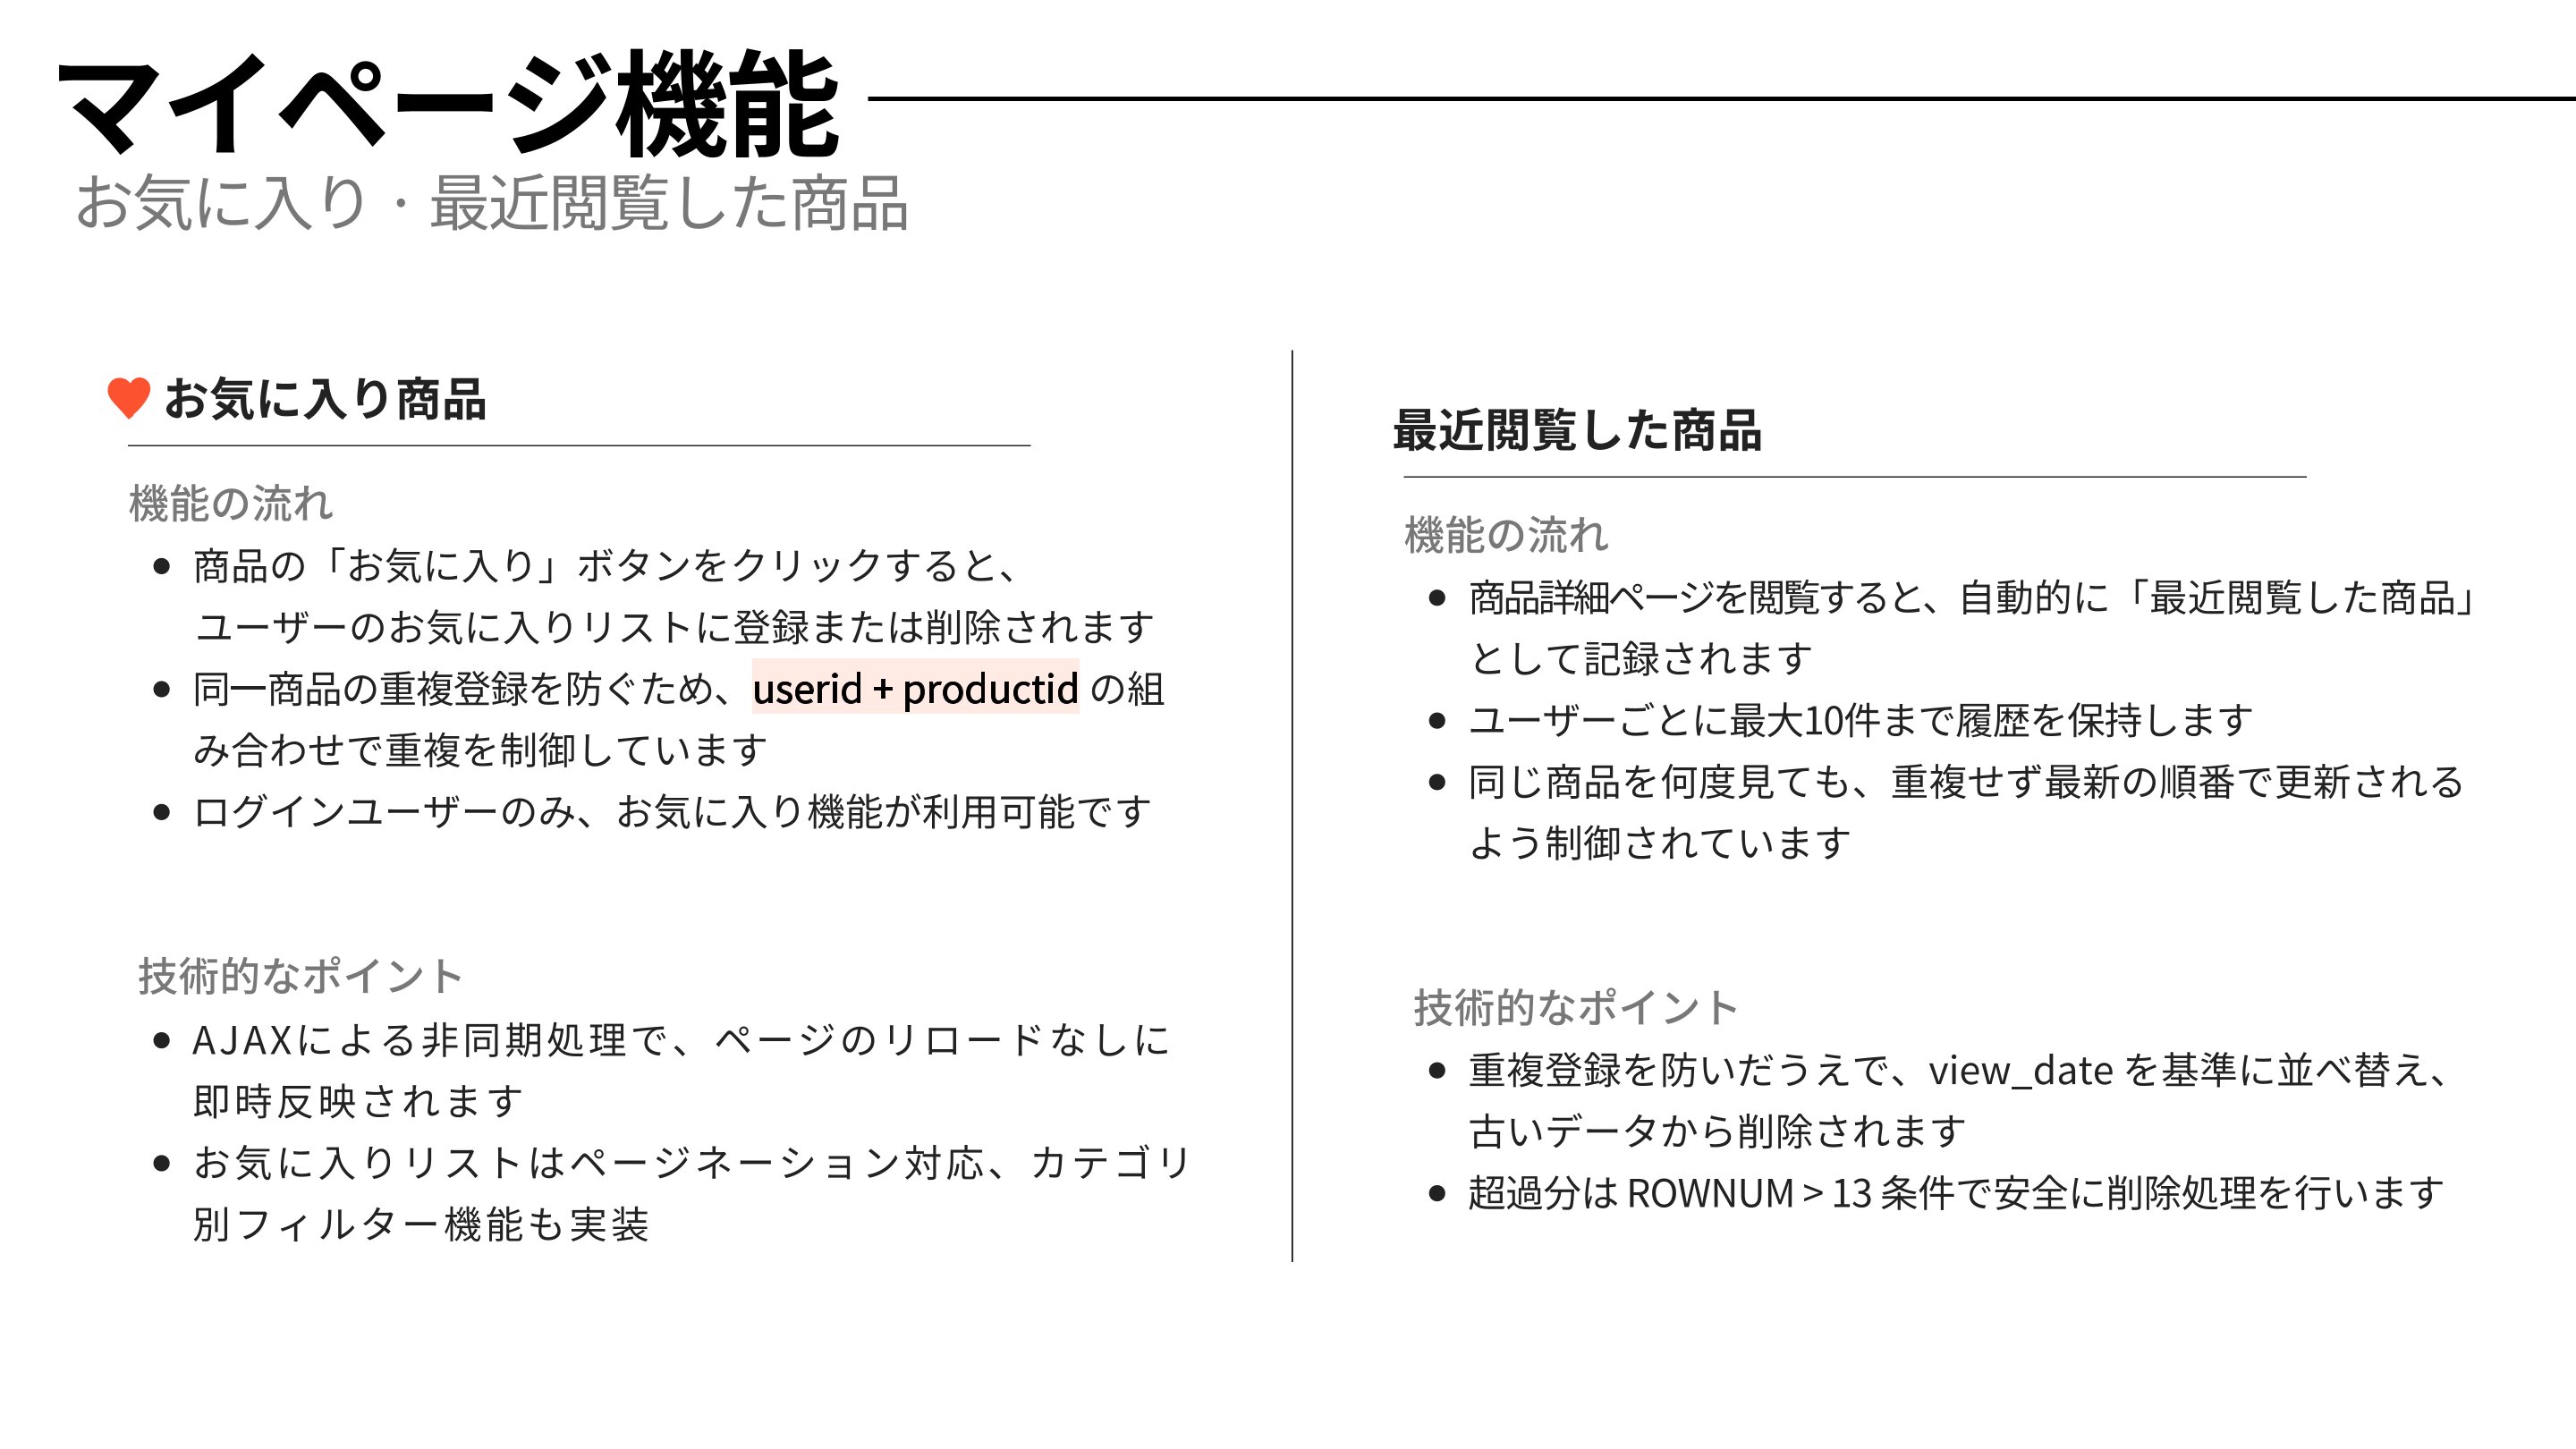 マイページ機能
お気に入り · 最近閲覧した商品
お気に入り商品
機能の流れ
• 商品の「お気に入り」ボタンをクリックすると、
ユーザーのお気に入りリストに登録または削除されます
• 同一商品の重複登録を防ぐため、userid + productid の組
み合わせで重複を制御しています
• ログインユーザーのみ、お気に入り機能が利用可能です
技術的なポイント
• AJAXによる非同期処理で、ページのリロードなしに
即時反映されます
• お気に入りリストはページネーション対応、カテゴリ
別フィルター機能も実装
最近閲覧した商品
機能の流れ
• 商品詳細ページを閲覧すると、自動的に「最近閲覧した商品」
として記録されます
• ユーザーごとに最大10件まで履歴を保持します
• 同じ商品を何度見ても、重複せず最新の順番で更新される
よう制御されています
技術的なポイント
• 重複登録を防いだうえで、view_date を基準に並べ替え、
古いデータから削除されます
• 超過分は ROWNUM > 13 条件で安全に削除処理を行います